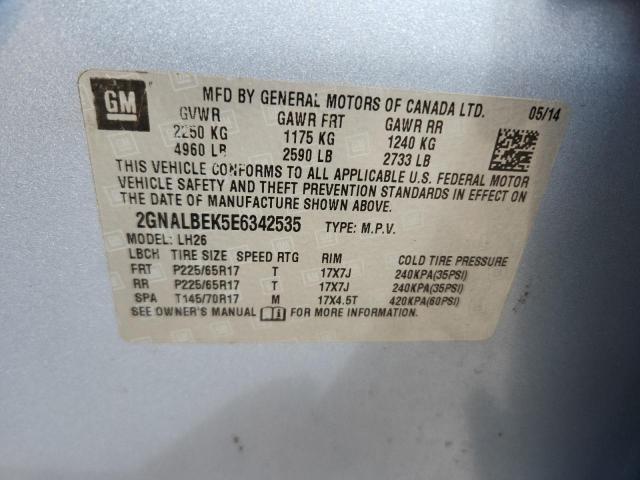 GM
MFD BY GENERAL MOTORS OF CANADA LTD. 05/14
GVWR GAWR FRT GAWR RR
2250 KG 1175 KG 1240 KG
4960 LB 2590 LB 2733 LB
THIS VEHICLE CONFORMS TO ALL APPLICABLE U.S. FEDERAL MOTOR
VEHICLE SAFETY AND THEFT PREVENTION STANDARDS IN EFFECT ON
THE DATE OF MANUFACTURE SHOWN ABOVE.
2GNALBEK5E6342535 TYPE: M.P.V.
MODEL: LH26
LBCH TIRE SIZE SPEED RTG RIM COLD TIRE PRESSURE
FRT P225/65R17 T 17X7J 240KPA(35PSI)
RR P225/65R17 T 17X7J 240KPA(35PSI)
SPA T145/70R17 M 17X4.5T 420KPA(60PSI)
SEE OWNER'S MANUAL FOR MORE INFORMATION.